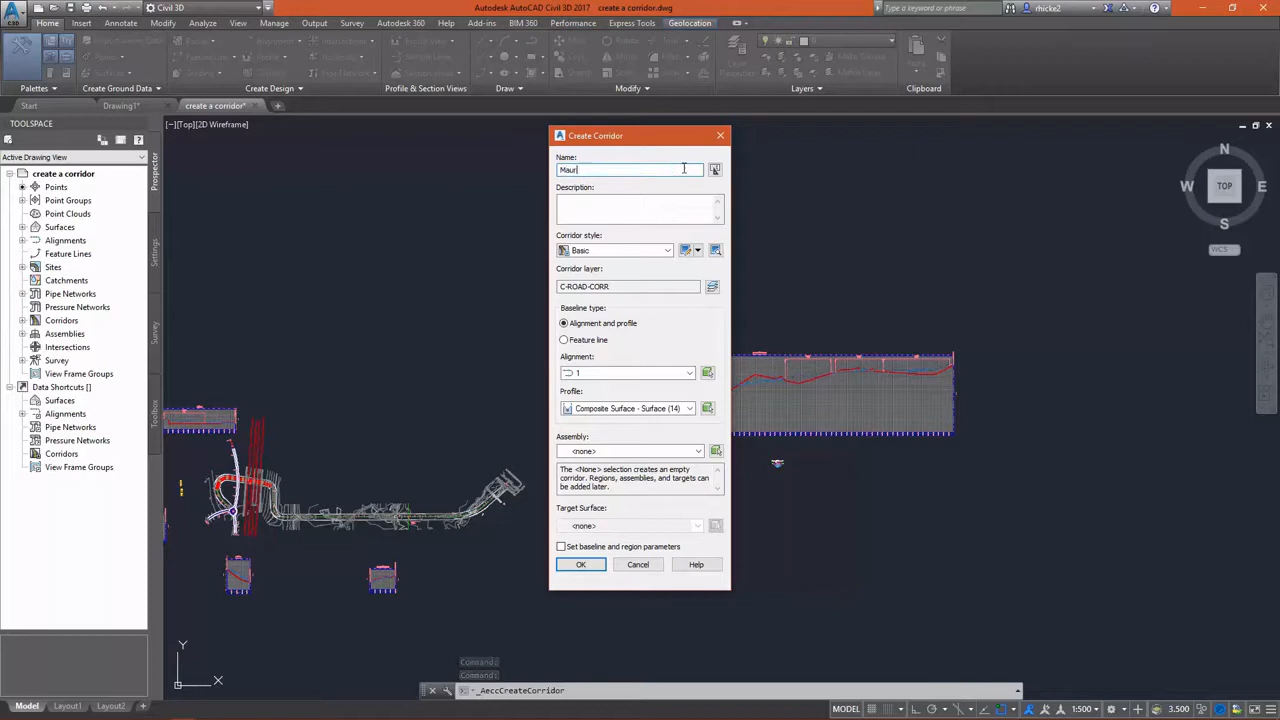 Civil 3D
Autodesk AutoCAD Civil 3D 2017 create a corridor.dwg
Type a keyword or phrase
rhicke2
Home Insert Annotate Modify Analyze View Manage Output Survey Autodesk 360 Help Add-ins BIM 360 Performance Express Tools Geolocation
Palettes
Create Ground Data
Create Design
Profile & Section Views
Draw
Modify
Layers
Clipboard
Start
Drawing1*
create a corridor*
TOOLSPACE
Active Drawing View
create a corridor
Points
Point Groups
Point Clouds
Surfaces
Alignments
Feature Lines
Sites
Catchments
Pipe Networks
Pressure Networks
Corridors
Assemblies
Intersections
Survey
View Frame Groups
Data Shortcuts []
Surfaces
Alignments
Pipe Networks
Pressure Networks
Corridors
View Frame Groups
Prospector
Settings
Survey
Toolbox
[−][Top][2D Wireframe]
Create Corridor
Name:
Maur
Description:
Corridor style:
Basic
Corridor layer:
C-ROAD-CORR
Baseline type:
Alignment and profile
Feature line
Alignment:
1
Profile:
Composite Surface - Surface (14)
Assembly:
<none>
The <None> selection creates an empty
corridor. Regions, assemblies, and targets can
be added later.
Target Surface:
<none>
Set baseline and region parameters
OK Cancel Help
N
W TOP E
S
WCS
Y
X
Command:
Command:
_AeccCreateCorridor
Model Layout1 Layout2
MODEL
1:500
3.500